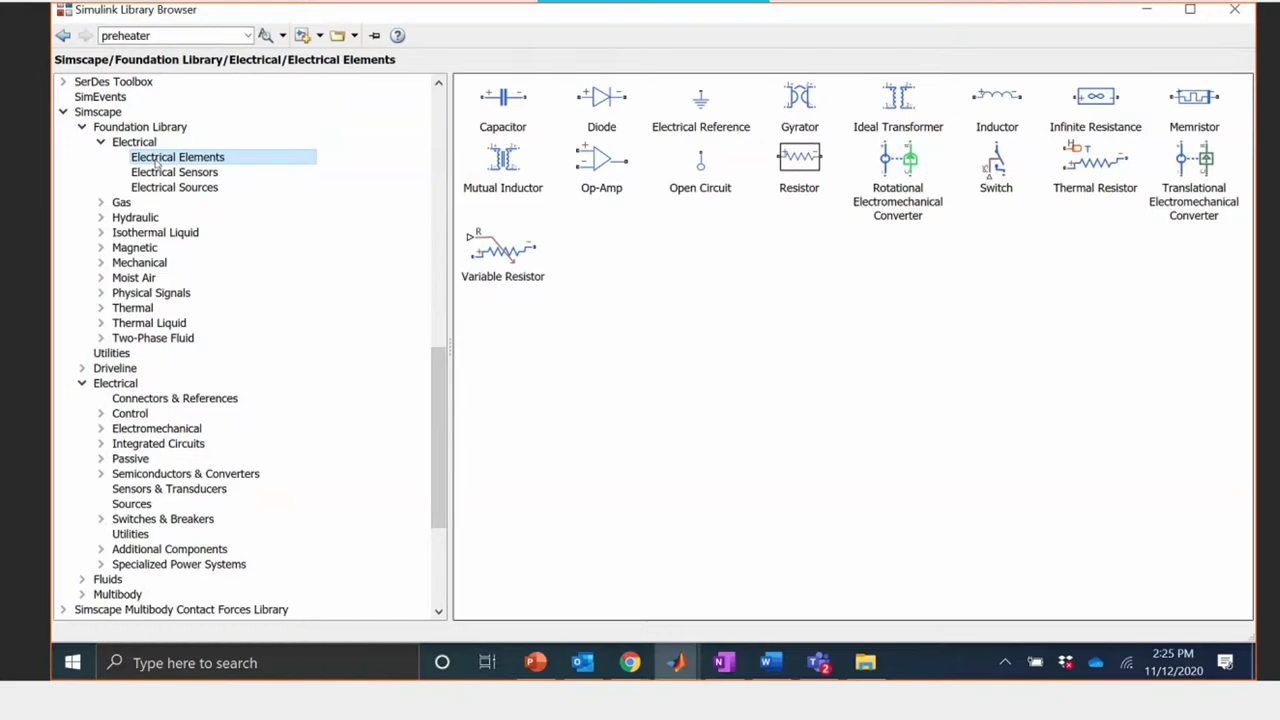 Simulink Library Browser
preheater
Simscape/Foundation Library/Electrical/Electrical Elements
SerDes Toolbox
SimEvents
Simscape
Foundation Library
Electrical
Electrical Elements
Electrical Sensors
Electrical Sources
Gas
Hydraulic
Isothermal Liquid
Magnetic
Mechanical
Moist Air
Physical Signals
Thermal
Thermal Liquid
Two-Phase Fluid
Utilities
Driveline
Electrical
Connectors & References
Control
Electromechanical
Integrated Circuits
Passive
Semiconductors & Converters
Sensors & Transducers
Sources
Switches & Breakers
Utilities
Additional Components
Specialized Power Systems
Fluids
Multibody
Simscape Multibody Contact Forces Library
Capacitor
Diode
Electrical Reference
Gyrator
Ideal Transformer
Inductor
Infinite Resistance
Memristor
Mutual Inductor
Op-Amp
Open Circuit
Resistor
Rotational
Electromechanical
Converter
Switch
H T
Thermal Resistor
Translational
Electromechanical
Converter
R
Variable Resistor
Type here to search
2
2:25 PM
11/12/2020